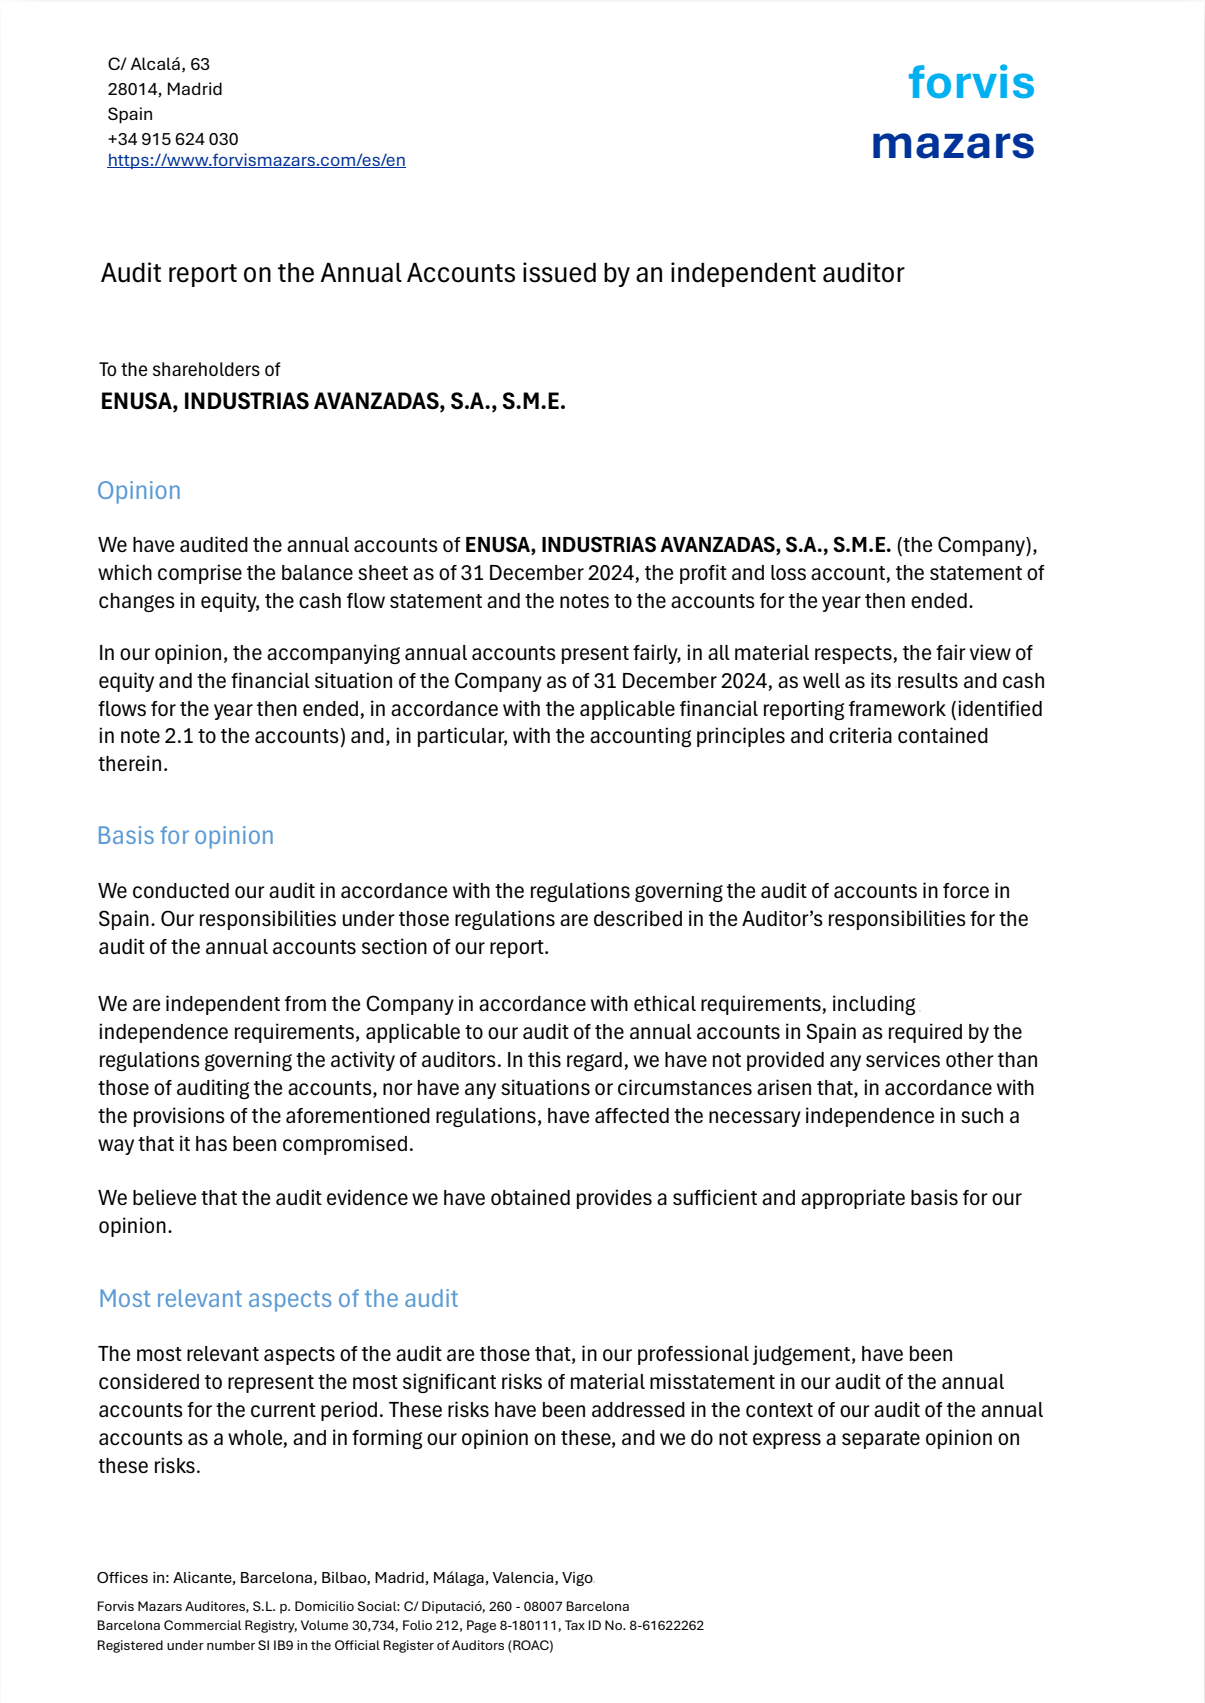 C/ Alcalá, 63
28014, Madrid
Spain
+34 915 624 030
https://www.forvismazars.com/es/en
forvis
mazars
Audit report on the Annual Accounts issued by an independent auditor
To the shareholders of
ENUSA, INDUSTRIAS AVANZADAS, S.A., S.M.E.
Opinion
We have audited the annual accounts of ENUSA, INDUSTRIAS AVANZADAS, S.A., S.M.E. (the Company),
which comprise the balance sheet as of 31 December 2024, the profit and loss account, the statement of
changes in equity, the cash flow statement and the notes to the accounts for the year then ended.
In our opinion, the accompanying annual accounts present fairly, in all material respects, the fair view of
equity and the financial situation of the Company as of 31 December 2024, as well as its results and cash
flows for the year then ended, in accordance with the applicable financial reporting framework (identified
in note 2.1 to the accounts) and, in particular, with the accounting principles and criteria contained
therein.
Basis for opinion
We conducted our audit in accordance with the regulations governing the audit of accounts in force in
Spain. Our responsibilities under those regulations are described in the Auditor’s responsibilities for the
audit of the annual accounts section of our report.
We are independent from the Company in accordance with ethical requirements, including
independence requirements, applicable to our audit of the annual accounts in Spain as required by the
regulations governing the activity of auditors. In this regard, we have not provided any services other than
those of auditing the accounts, nor have any situations or circumstances arisen that, in accordance with
the provisions of the aforementioned regulations, have affected the necessary independence in such a
way that it has been compromised.
We believe that the audit evidence we have obtained provides a sufficient and appropriate basis for our
opinion.
Most relevant aspects of the audit
The most relevant aspects of the audit are those that, in our professional judgement, have been
considered to represent the most significant risks of material misstatement in our audit of the annual
accounts for the current period. These risks have been addressed in the context of our audit of the annual
accounts as a whole, and in forming our opinion on these, and we do not express a separate opinion on
these risks.
Offices in: Alicante, Barcelona, Bilbao, Madrid, Málaga, Valencia, Vigo
Forvis Mazars Auditores, S.L. p. Domicilio Social: C/ Diputació, 260 - 08007 Barcelona
Barcelona Commercial Registry, Volume 30,734, Folio 212, Page 8-180111, Tax ID No. 8-61622262
Registered under number SI IB9 in the Official Register of Auditors (ROAC)